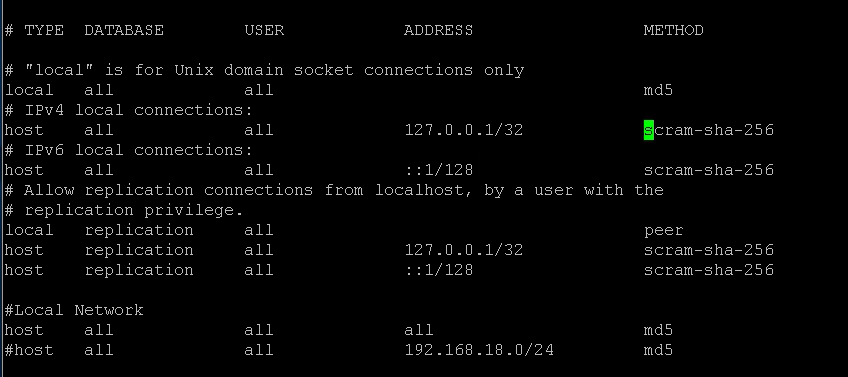 # TYPE  DATABASE        USER            ADDRESS                 METHOD
# "local" is for Unix domain socket connections only
local   all             all                                     md5
# IPv4 local connections:
host    all             all             127.0.0.1/32            scram-sha-256
# IPv6 local connections:
host    all             all             ::1/128                 scram-sha-256
# Allow replication connections from localhost, by a user with the
# replication privilege.
local   replication     all                                     peer
host    replication     all             127.0.0.1/32            scram-sha-256
host    replication     all             ::1/128                 scram-sha-256
#Local Network
host    all             all             all                     md5
#host   all             all             192.168.18.0/24         md5